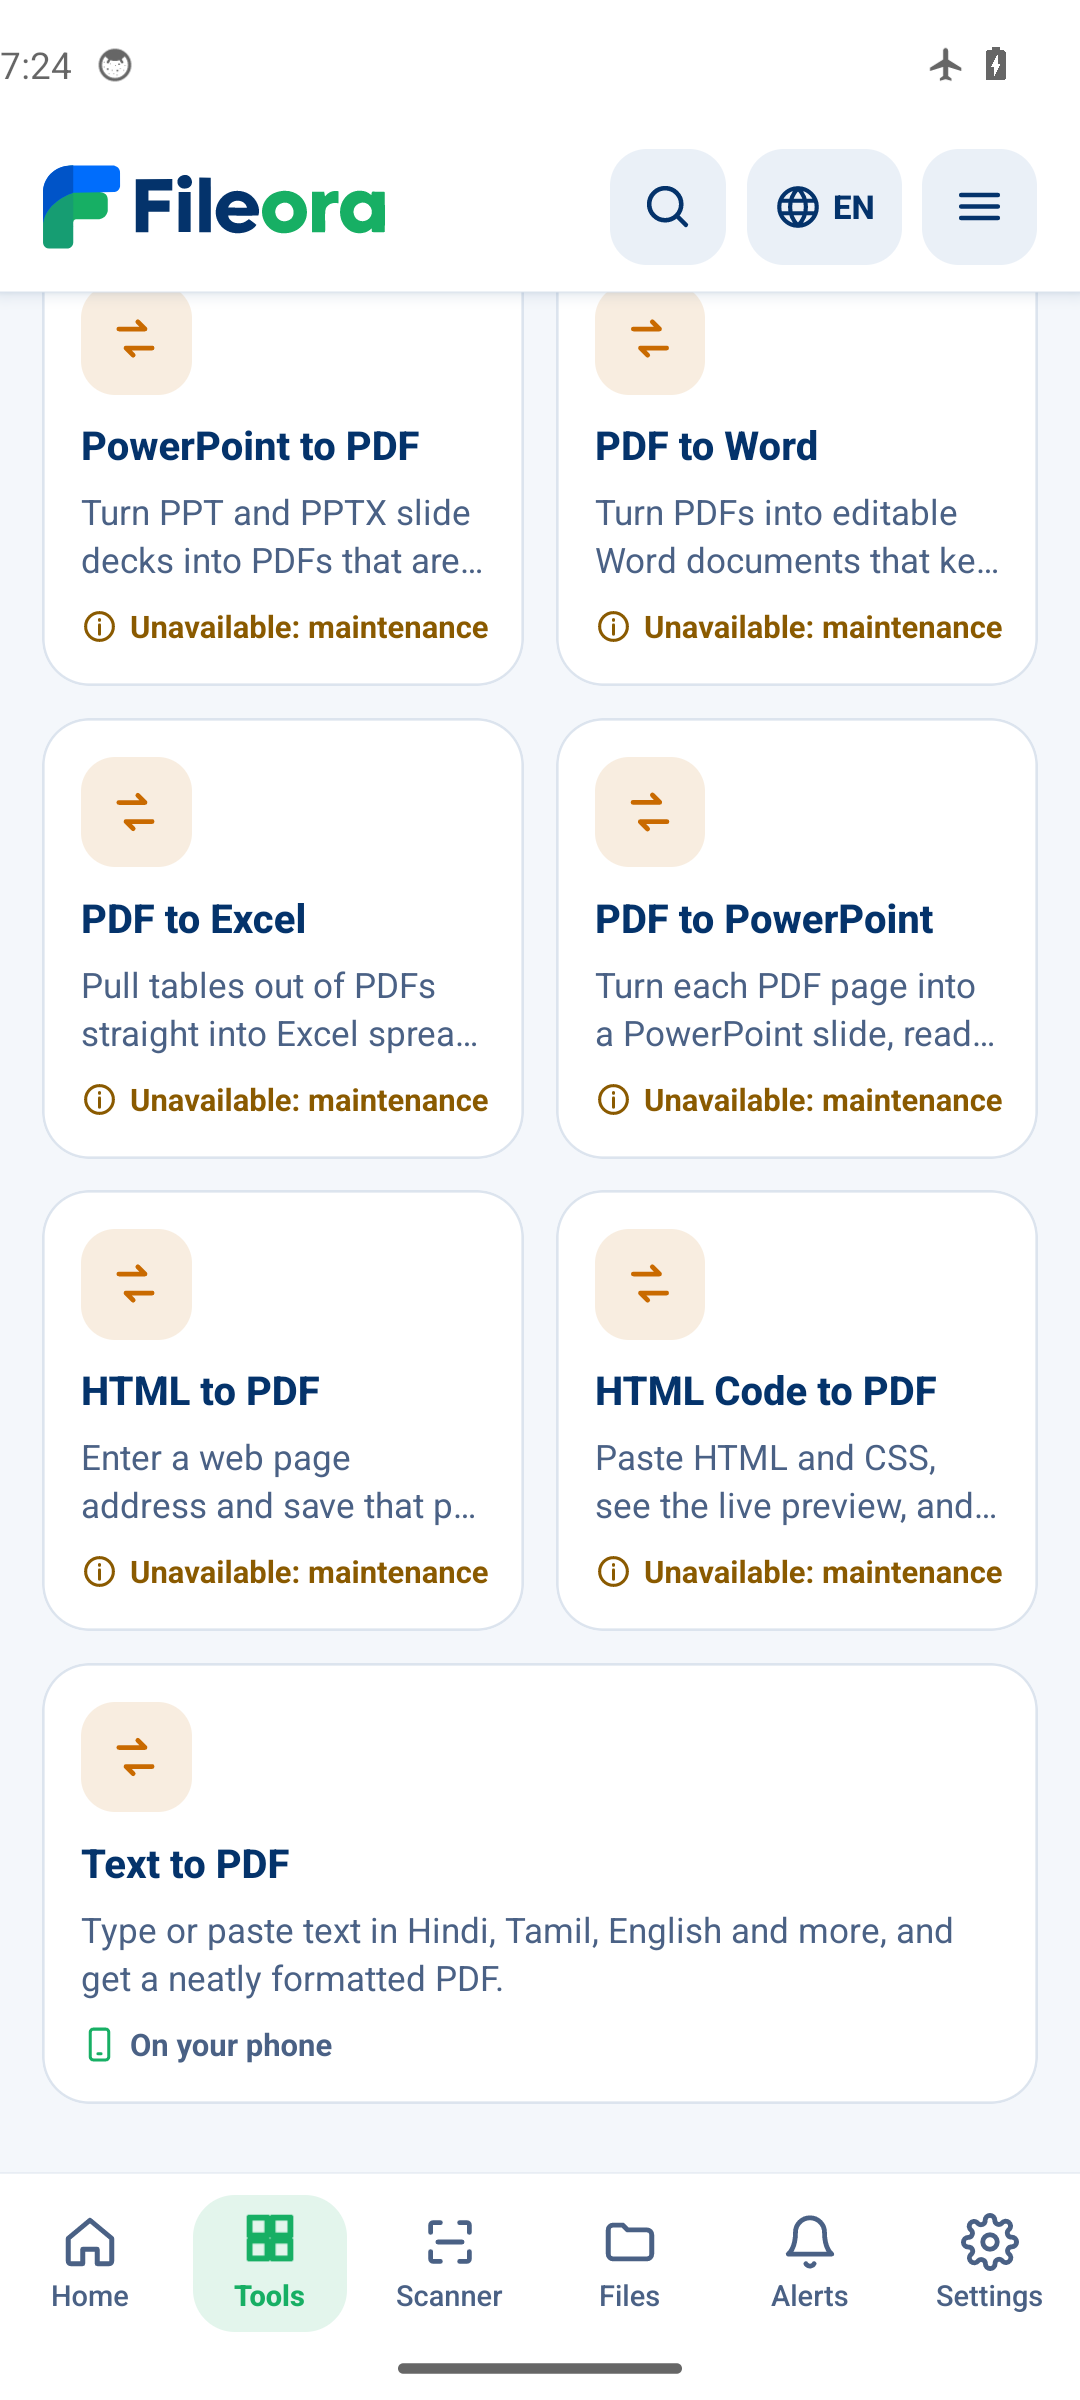 7:24
Fileora
EN
PowerPoint to PDF
Turn PPT and PPTX slide
decks into PDFs that are...
Unavailable: maintenance
PDF to Word
Turn PDFs into editable
Word documents that ke...
Unavailable: maintenance
PDF to Excel
Pull tables out of PDFs
straight into Excel sprea...
Unavailable: maintenance
PDF to PowerPoint
Turn each PDF page into
a PowerPoint slide, read...
Unavailable: maintenance
HTML to PDF
Enter a web page
address and save that p...
Unavailable: maintenance
HTML Code to PDF
Paste HTML and CSS,
see the live preview, and...
Unavailable: maintenance
Text to PDF
Type or paste text in Hindi, Tamil, English and more, and
get a neatly formatted PDF.
On your phone
Home
Tools
Scanner
Files
Alerts
Settings